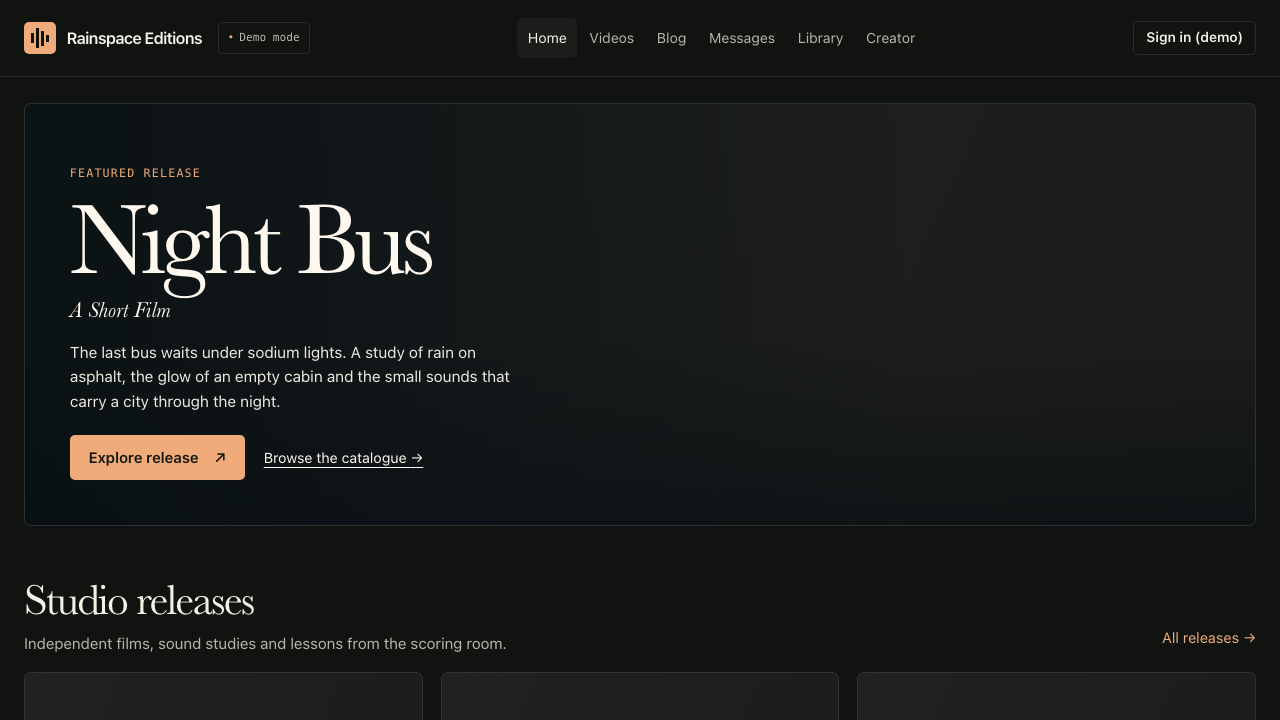 Rainspace Editions
Demo mode
Home
Videos
Blog
Messages
Library
Creator
Sign in (demo)
FEATURED RELEASE
Night Bus
A Short Film
The last bus waits under sodium lights. A study of rain on
asphalt, the glow of an empty cabin and the small sounds that
carry a city through the night.
Explore release ↗
Browse the catalogue →
Studio releases
Independent films, sound studies and lessons from the scoring room.
All releases →